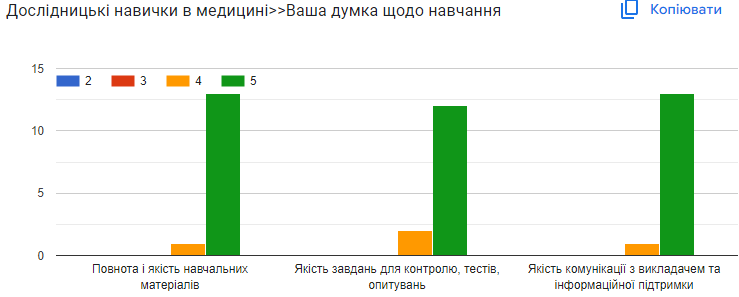 Дослідницькі навички в медицині>>Ваша думка щодо навчання
Копіювати
15
2 3 4 5
10
5
0
Повнота і якість навчальних
матеріалів
Якість завдань для контролю, тестів,
опитувань
Якість комунікації з викладачем та
інформаційної підтримки